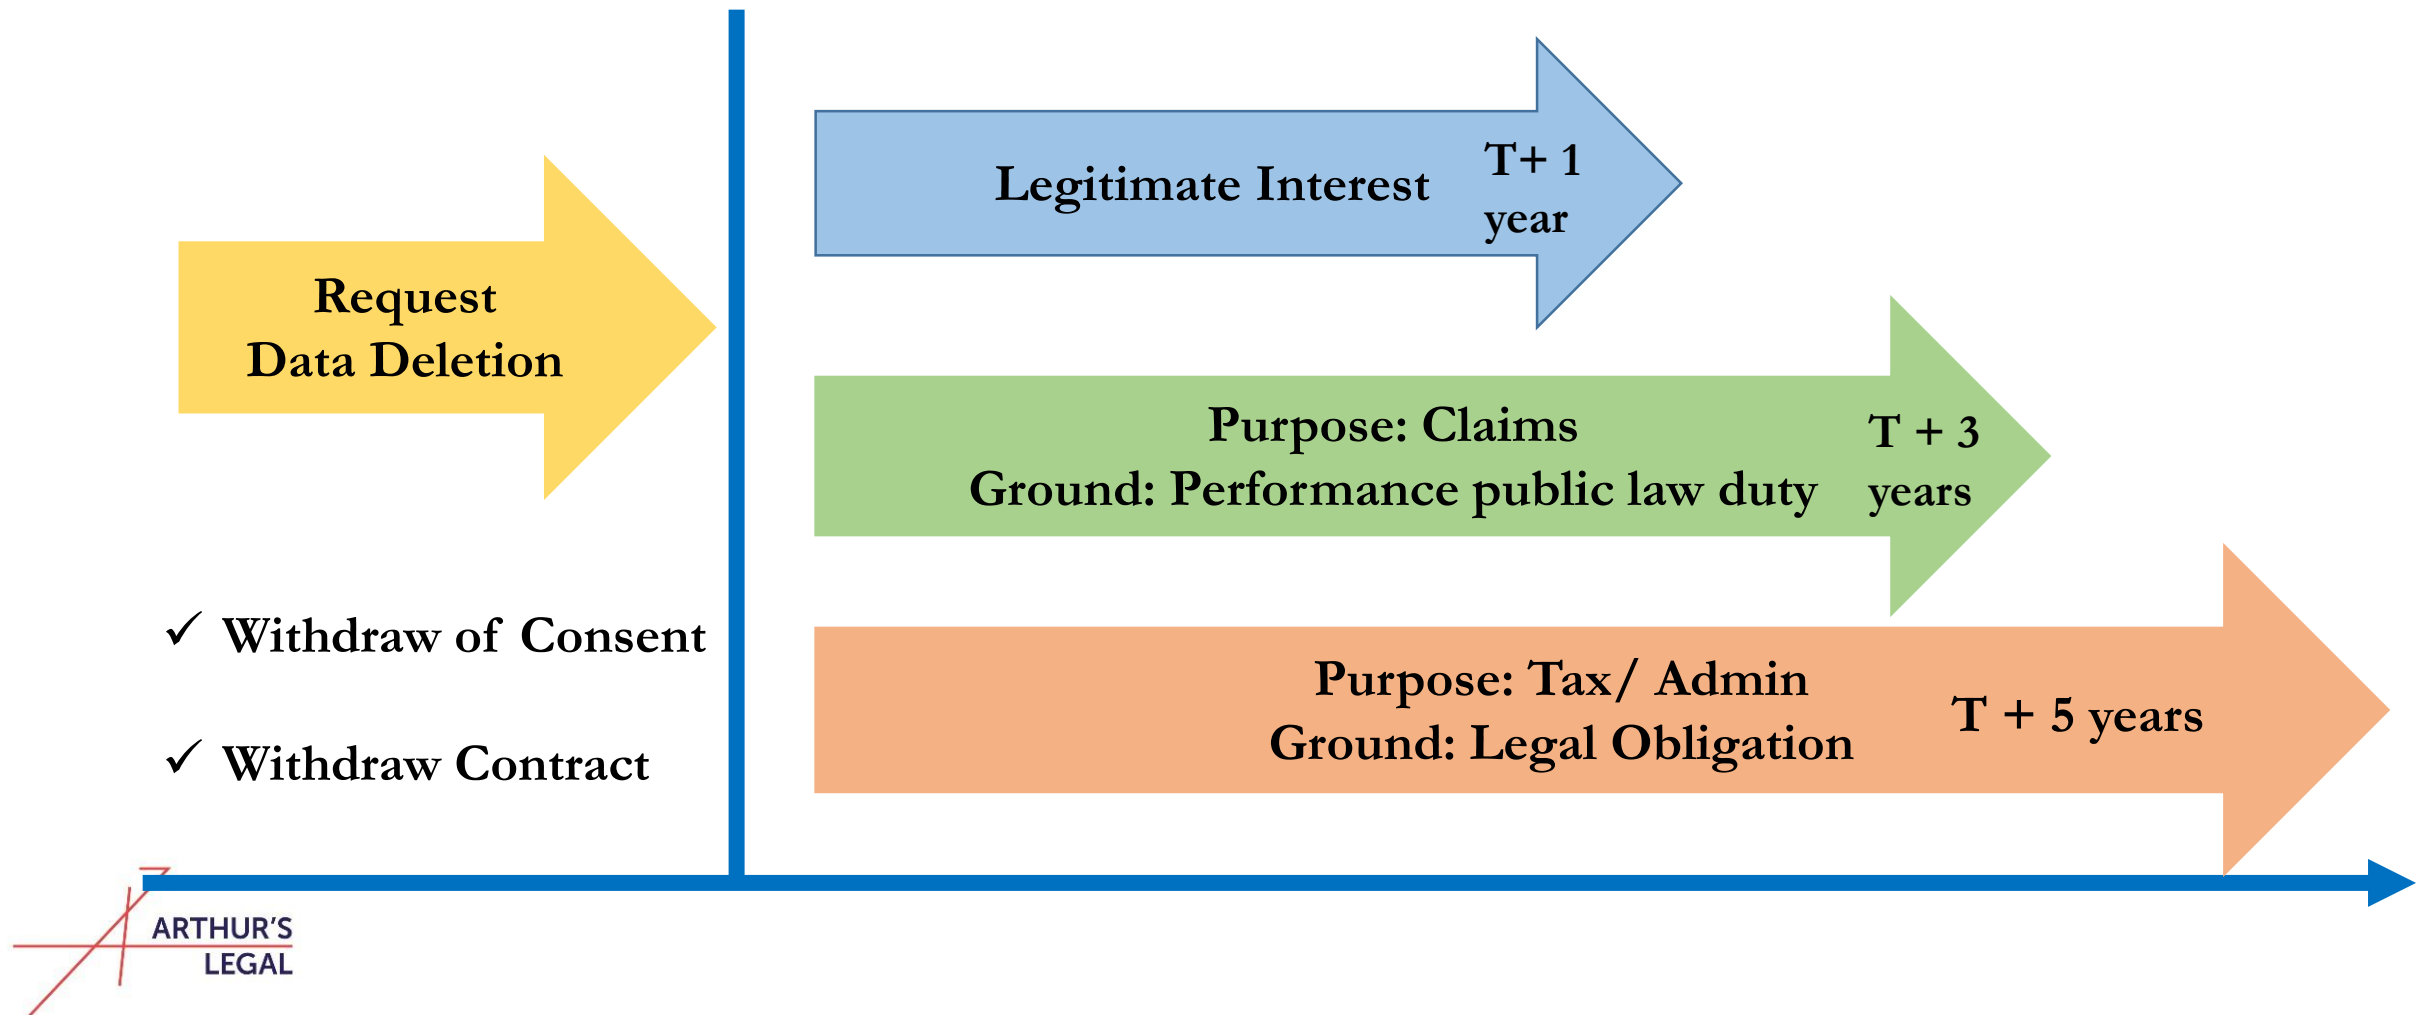 Request
Data Deletion
✓ Withdraw of Consent
✓ Withdraw Contract
Legitimate Interest
T+ 1
year
Purpose: Claims
Ground: Performance public law duty
T + 3
years
Purpose: Tax/ Admin
Ground: Legal Obligation
T + 5 years
ARTHUR'S
LEGAL